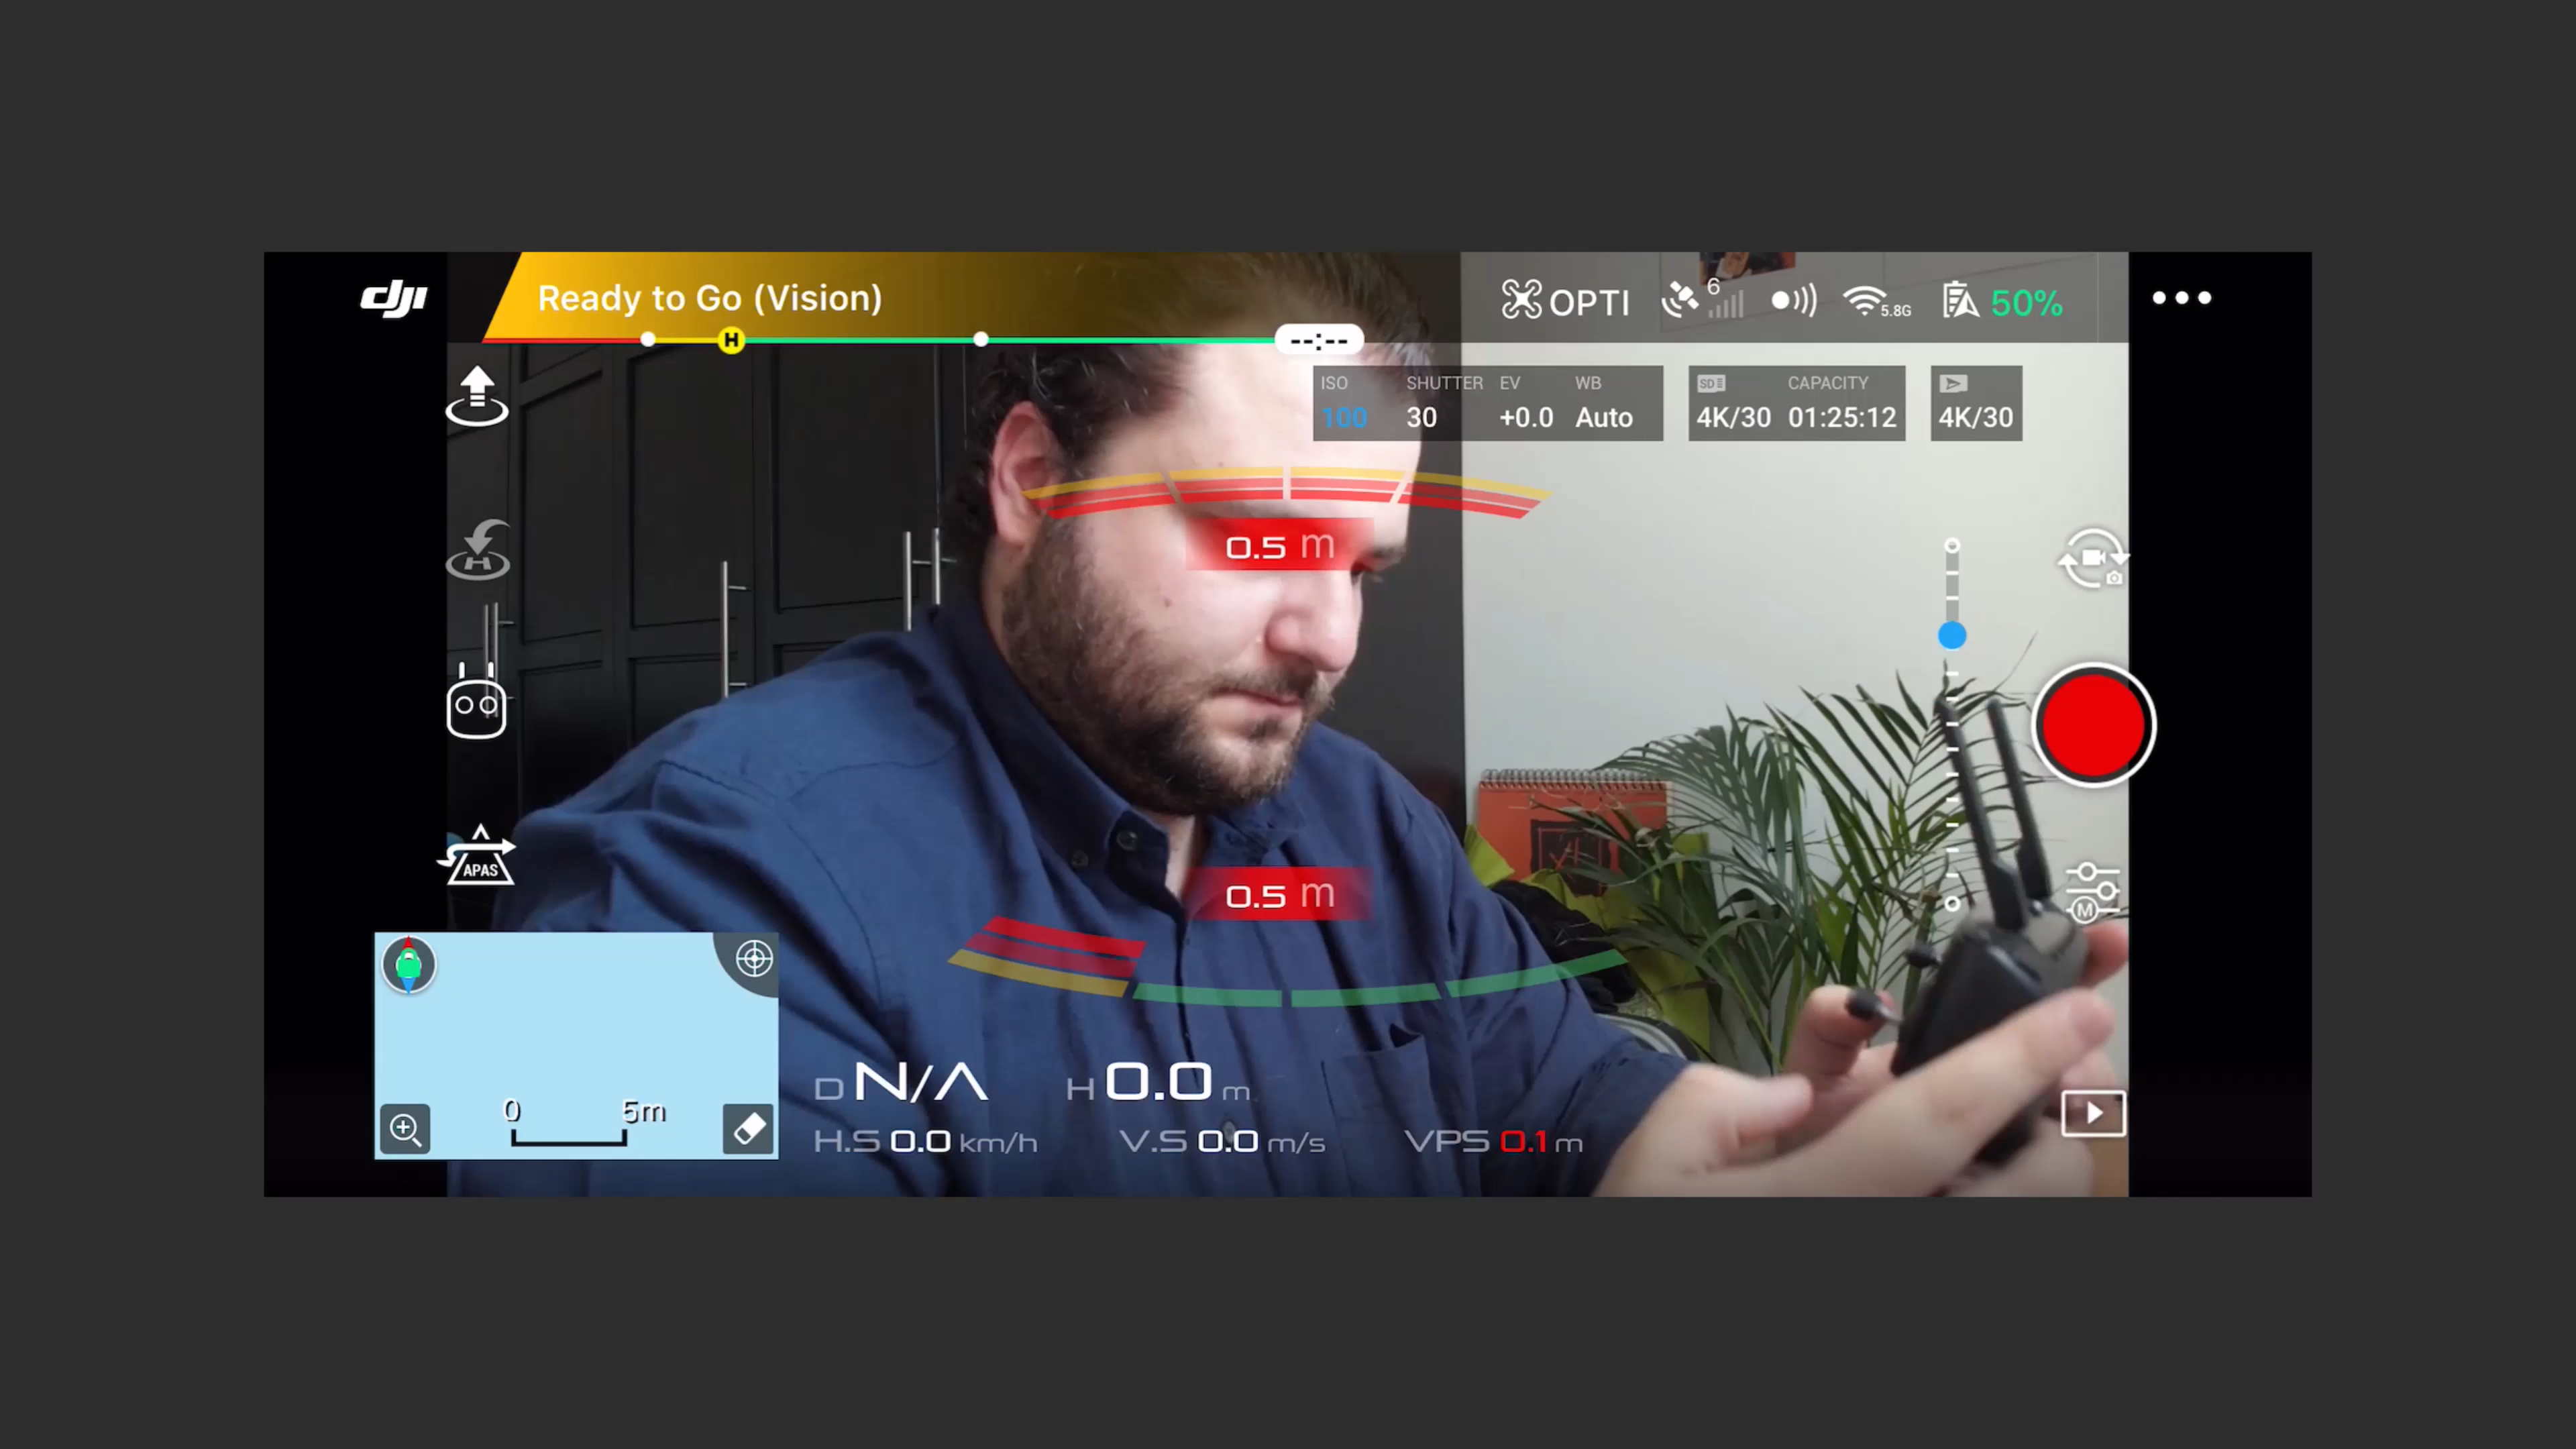 dji
Ready to Go (Vision)
OPTI
6
5.8G
50%
H
--:--
ISO SHUTTER EV WB
100 30 +0.0 Auto
SD CAPACITY
4K/30 01:25:12
4K/30
0.5 m
H
APAS
0.5 m
M
0 5m
D N/A H 0.0 m
H.S 0.0 km/h V.S 0.0 m/s VPS 0.1 m